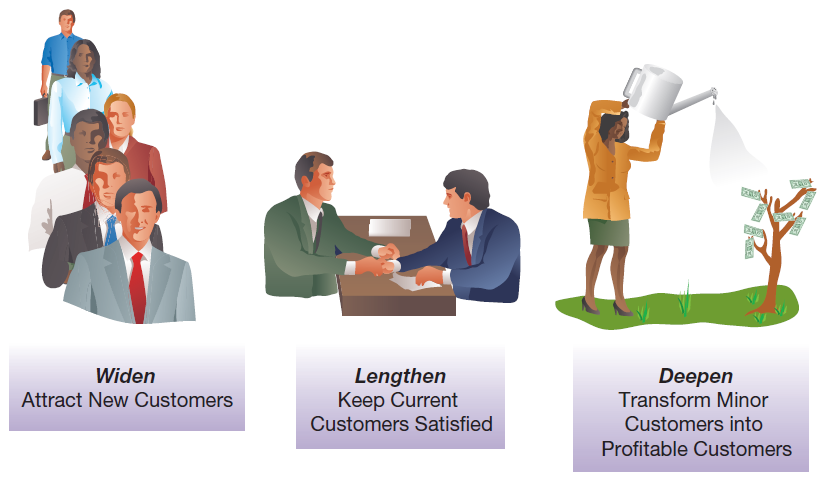 Widen
Attract New Customers
Lengthen
Keep Current
Customers Satisfied
Deepen
Transform Minor
Customers into
Profitable Customers